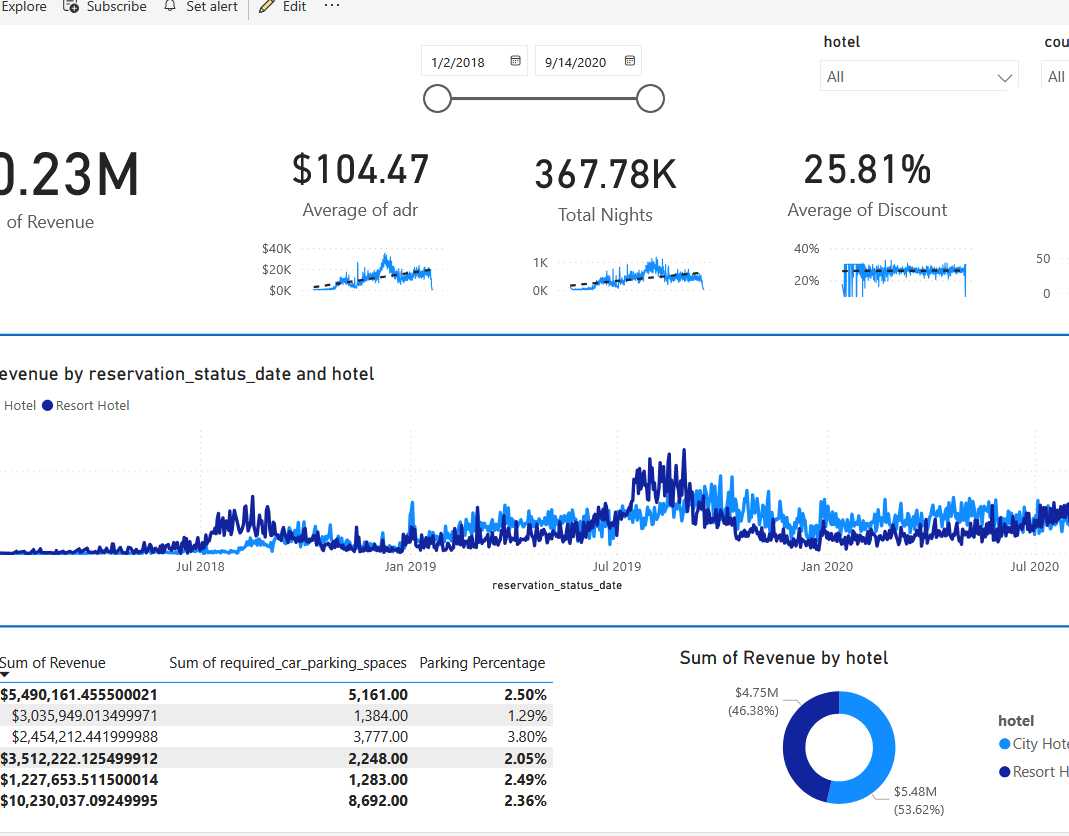 Explore Subscribe Set alert Edit ...
hotel cou
1/2/2018 9/14/2020 All All
0.23M $104.47 367.78K 25.81%
of Revenue Average of adr Total Nights Average of Discount
$40K
$20K
$0K
1K
0K
40%
20%
50
0
evenue by reservation_status_date and hotel
Hotel Resort Hotel
Jul 2018 Jan 2019 Jul 2019 Jan 2020 Jul 2020
reservation_status_date
Sum of Revenue Sum of required_car_parking_spaces Parking Percentage
$5,490,161.455500021 5,161.00 2.50%
$3,035,949.013499971 1,384.00 1.29%
$2,454,212.441999988 3,777.00 3.80%
$3,512,222.125499912 2,248.00 2.05%
$1,227,653.511500014 1,283.00 2.49%
$10,230,037.09249995 8,692.00 2.36%
Sum of Revenue by hotel
$4.75M
(46.38%)
$5.48M
(53.62%)
hotel
City Hote
Resort H